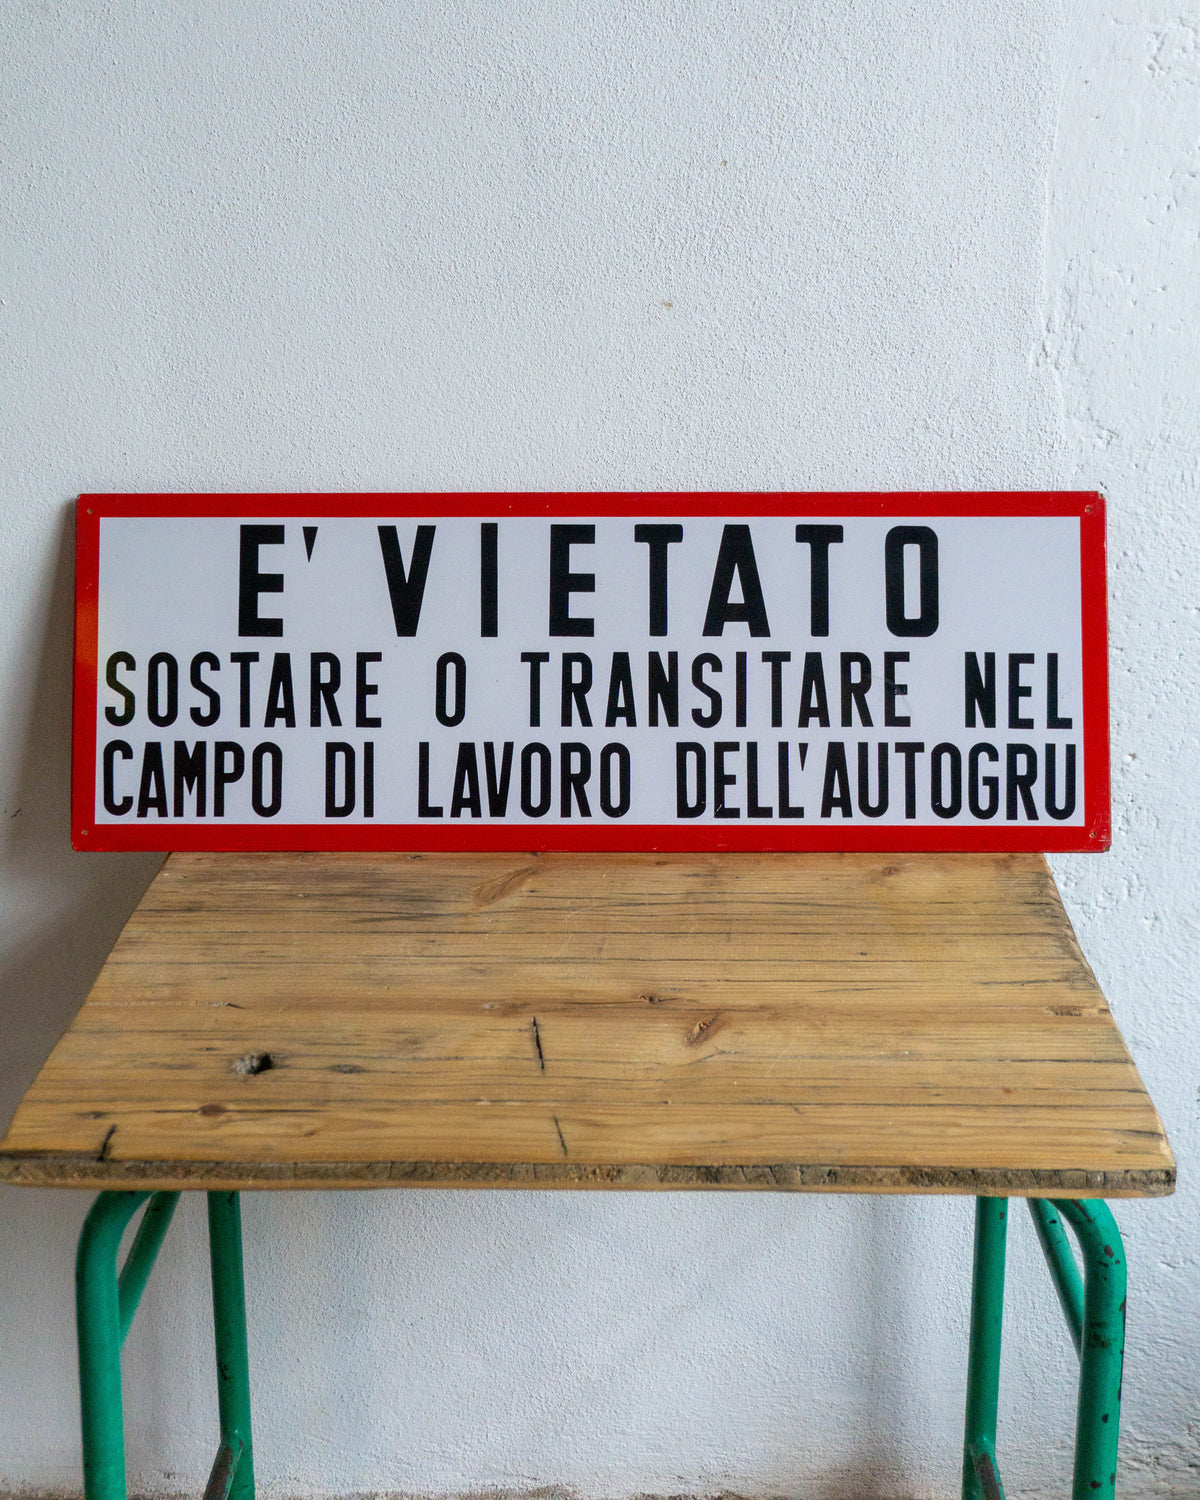 E' VIETATO
SOSTARE O TRANSITARE NEL
CAMPO DI LAVORO DELL'AUTOGRU